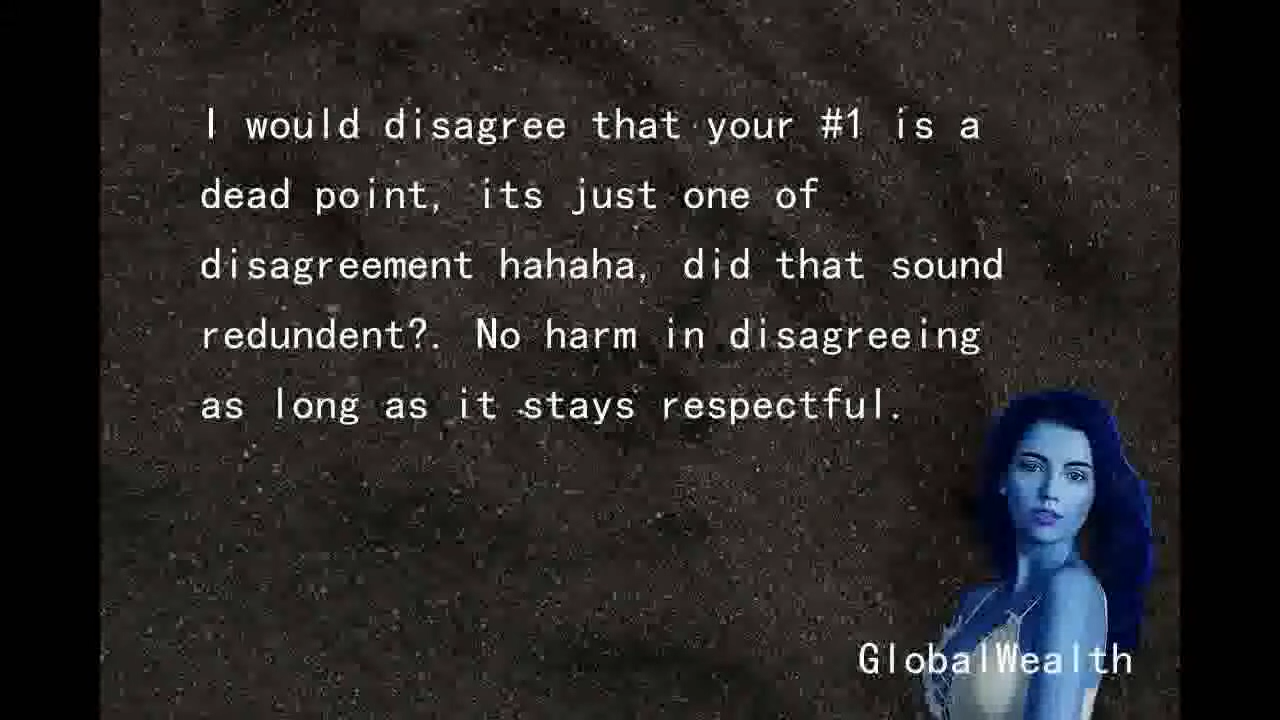 I would disagree that your #1 is a
dead point, its just one of
disagreement hahaha, did that sound
redundent?. No harm in disagreeing
as long as it stays respectful.
GlobalWealth